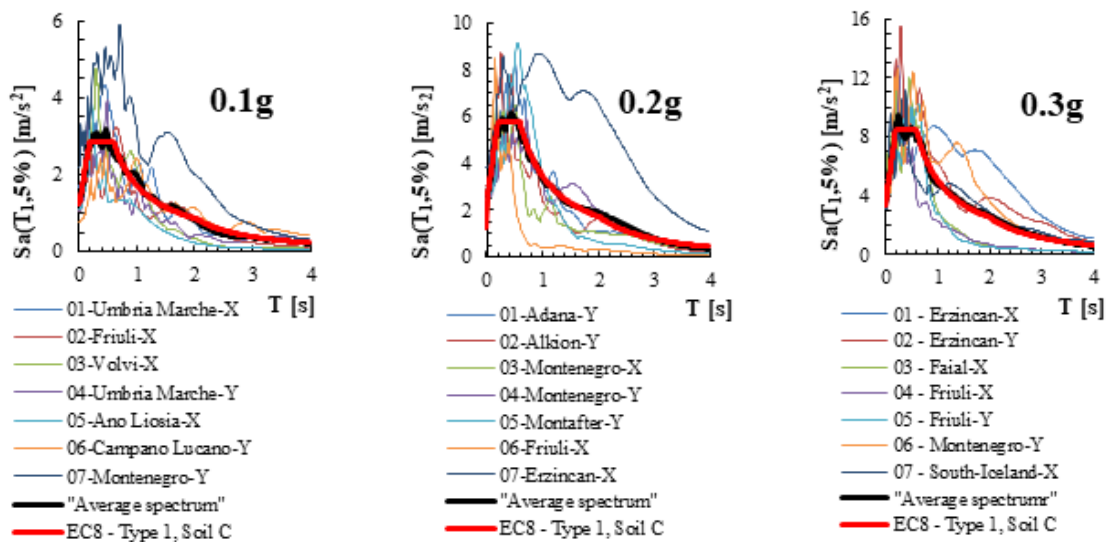 Sa(T1,5%) [m/s²]
6
4
2
0
0.1g
0 1 2 3 4
T [s]
01-Umbria Marche-X
02-Friuli-X
03-Volvi-X
04-Umbria Marche-Y
05-Ano Liosia-X
06-Campano Lucano-Y
07-Montenegro-Y
"Average spectrum"
EC8 - Type 1, Soil C
Sa(T1,5%) [m/s2]
10
8
6
4
2
0
0.2g
0 1 2 3 4
T [s]
01-Adana-Y
02-Alkion-Y
03-Montenegro-X
04-Montenegro-Y
05-Montafter-Y
06-Friuli-X
07-Erzincan-X
"Average spectrum"
EC8 - Type 1, Soil C
Sa(T1,5%) [m/s²]
16
12
8
4
0
0.3g
0 1 2 3 4
T [s]
01 - Erzincan-X
02 - Erzincan-Y
03 - Faial-X
04 - Friuli-X
05 - Friuli-Y
06 - Montenegro-Y
07 - South-Iceland-X
"Average spectrumr"
EC8 - Type 1, Soil C